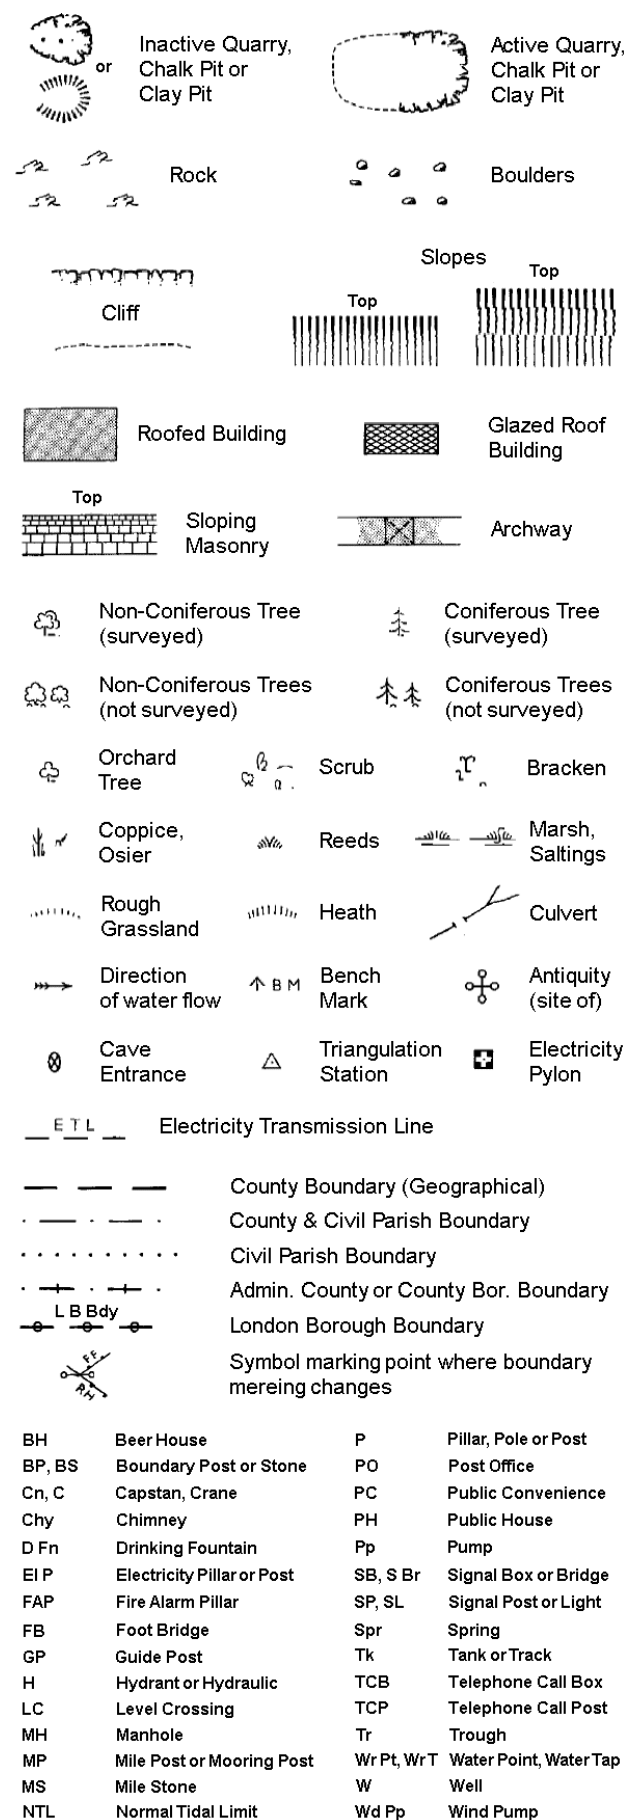 or
Inactive Quarry,
Chalk Pit or
Clay Pit
Active Quarry,
Chalk Pit or
Clay Pit
Rock
Boulders
Cliff
Slopes
Top
Top
Roofed Building
Glazed Roof
Building
Top
Sloping
Masonry
Archway
Non-Coniferous Tree
(surveyed)
Coniferous Tree
(surveyed)
Non-Coniferous Trees
(not surveyed)
Coniferous Trees
(not surveyed)
Orchard
Tree
Scrub
Bracken
Coppice,
Osier
Reeds
Marsh,
Saltings
Rough
Grassland
Heath
Culvert
Direction
of water flow
B M
Bench
Mark
Antiquity
(site of)
Cave
Entrance
Triangulation
Station
Electricity
Pylon
E T L
Electricity Transmission Line
County Boundary (Geographical)
County & Civil Parish Boundary
Civil Parish Boundary
Admin. County or County Bor. Boundary
L B Bdy
London Borough Boundary
FF
RH
Symbol marking point where boundary
mereing changes
BH Beer House P Pillar, Pole or Post
BP, BS Boundary Post or Stone PO Post Office
Cn, C Capstan, Crane PC Public Convenience
Chy Chimney PH Public House
D Fn Drinking Fountain Pp Pump
El P Electricity Pillar or Post SB, S Br Signal Box or Bridge
FAP Fire Alarm Pillar SP, SL Signal Post or Light
FB Foot Bridge Spr Spring
GP Guide Post Tk Tank or Track
H Hydrant or Hydraulic TCB Telephone Call Box
LC Level Crossing TCP Telephone Call Post
MH Manhole Tr Trough
MP Mile Post or Mooring Post Wr Pt, Wr T Water Point, Water Tap
MS Mile Stone W Well
NTL Normal Tidal Limit Wd Pp Wind Pump